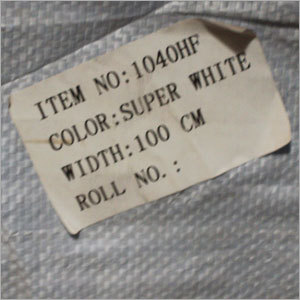 ITEM NO:1040HF
COLOR:SUPER WHITE
WIDTH:100 CM
ROLL NO.: